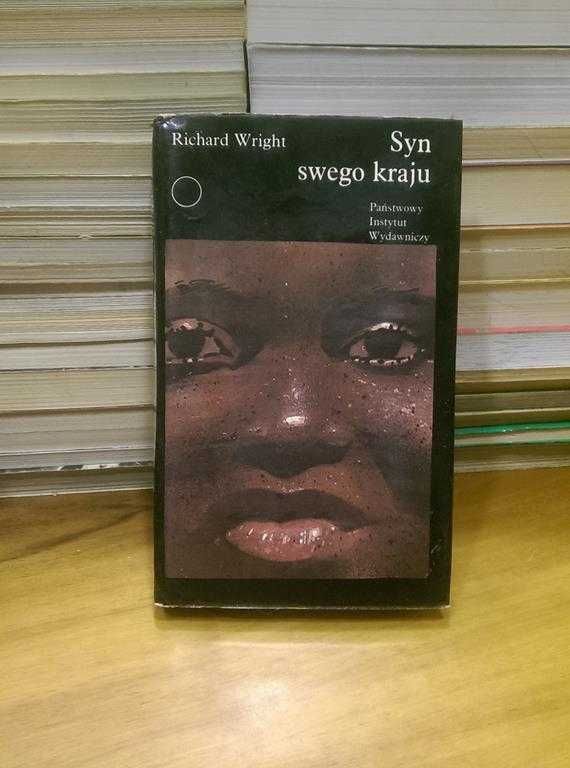 Richard Wright
Syn
swego kraju
Państwowy
Instytut
Wydawniczy